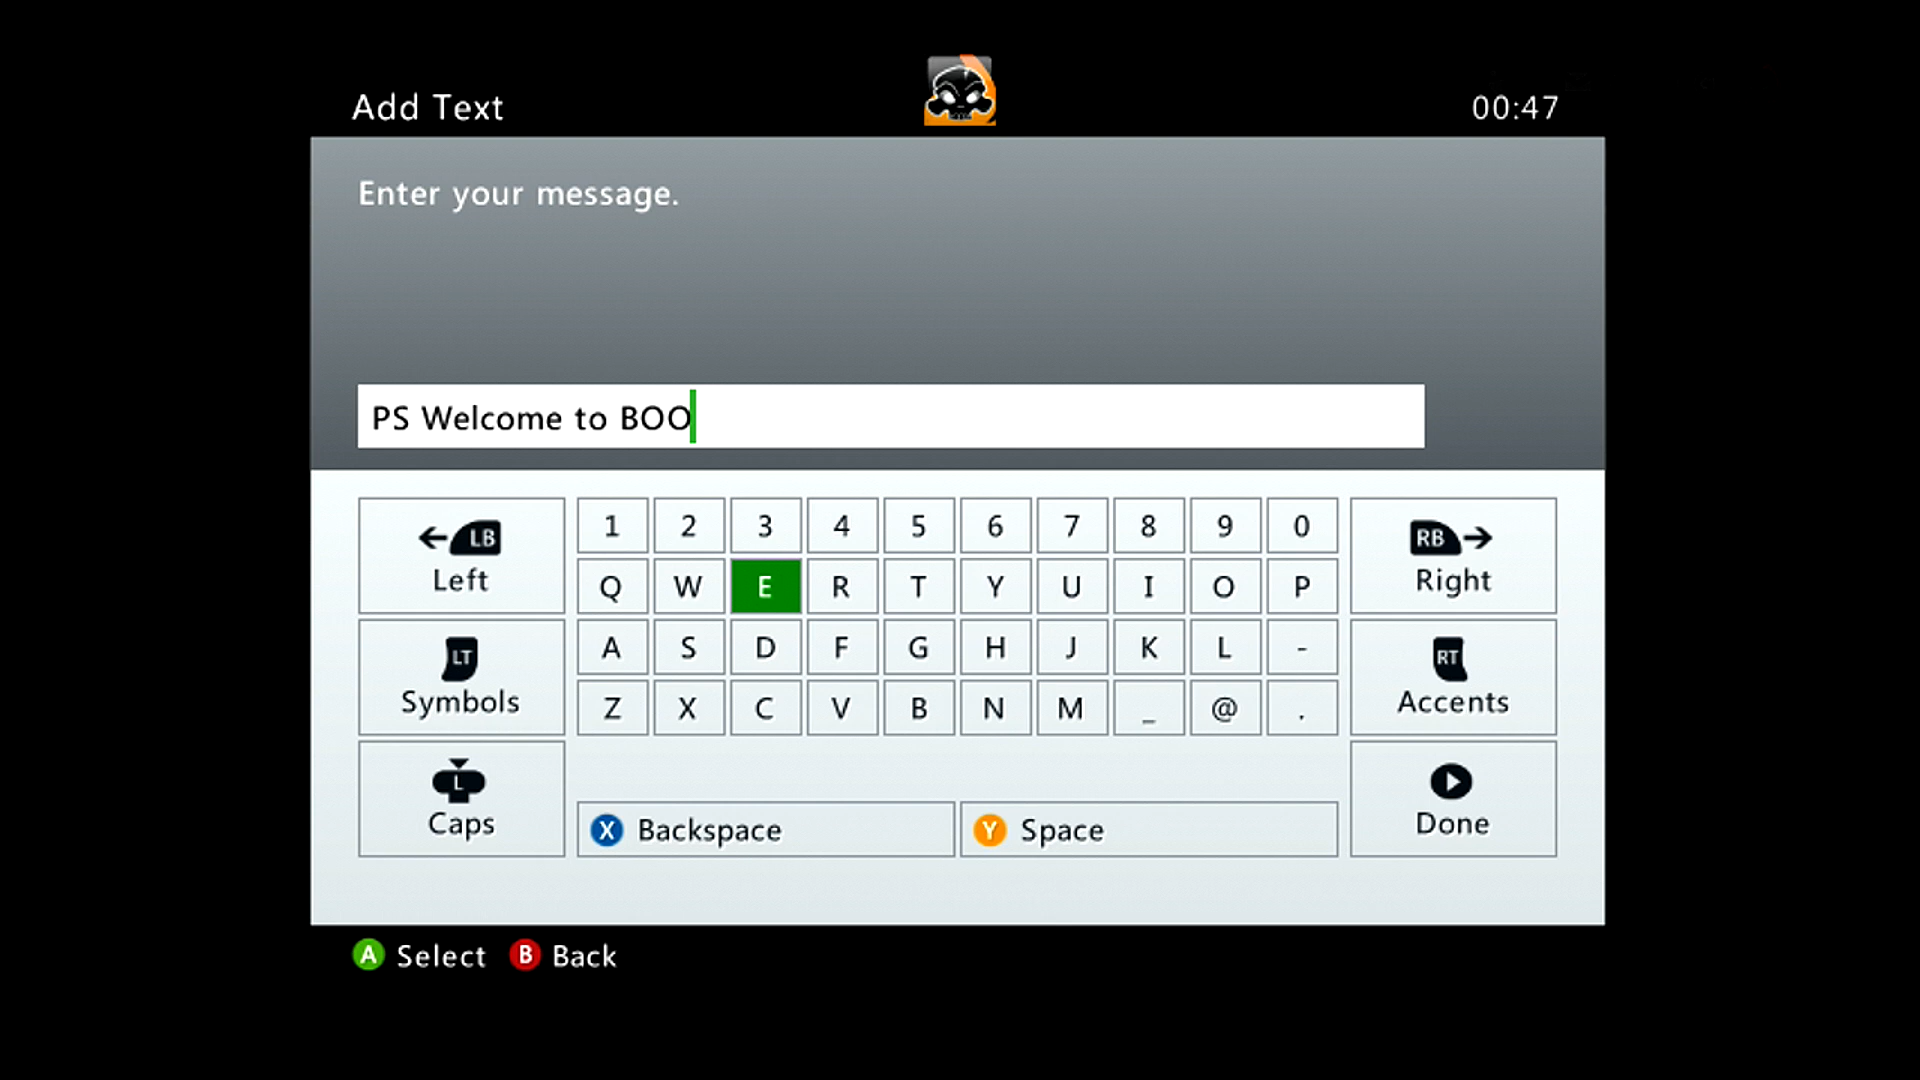 Add Text
00:47
Enter your message.
PS Welcome to BOO
LB
Left
1 2 3 4 5 6 7 8 9 0
RB
Right
Q W E R T Y U I O P
LT
Symbols
A S D F G H J K L -
RT
Accents
Z X C V B N M _ @ .
L
Caps
X Backspace
Y Space
Done
A Select B Back